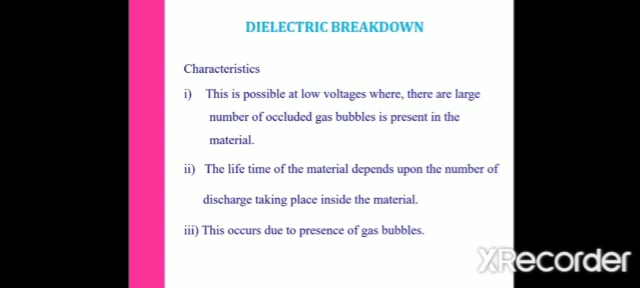 DIELECTRIC BREAKDOWN
Characteristics
i) This is possible at low voltages where, there are large
number of occluded gas bubbles is present in the
material.
ii) The life time of the material depends upon the number of
discharge taking place inside the material.
iii) This occurs due to presence of gas bubbles.
XRecorder